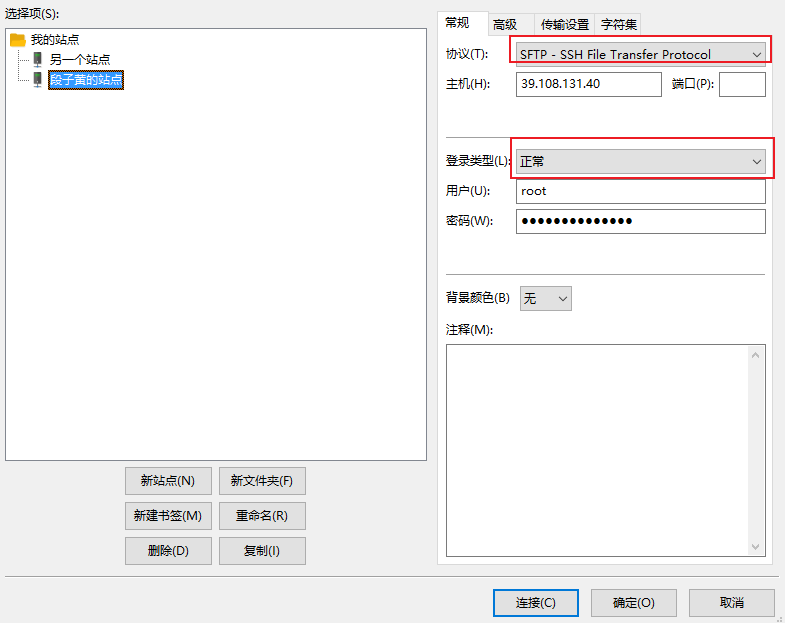 选择项(S):
我的站点
另一个站点
段子黄的站点
新站点(N) 新文件夹(F)
新建书签(M) 重命名(R)
删除(D) 复制(I)
常规 高级 传输设置 字符集
协议(T): SFTP - SSH File Transfer Protocol
主机(H): 39.108.131.40 端口(P):
登录类型(L): 正常
用户(U): root
密码(W): ●●●●●●●●●●●●●●
背景颜色(B) 无
注释(M):
连接(C) 确定(O) 取消